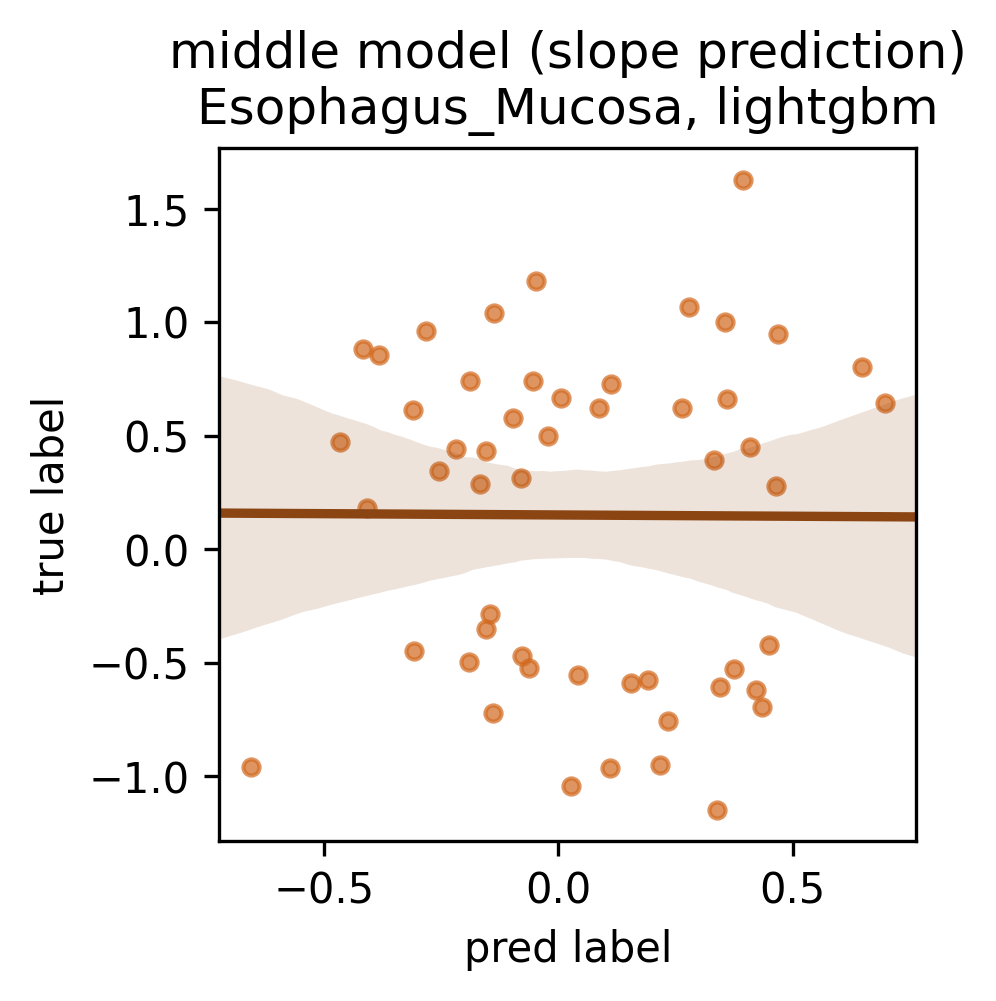 middle model (slope prediction)
Esophagus_Mucosa, lightgbm
1.5
1.0
0.5
0.0
−0.5
−1.0
true label
−0.5
0.0
0.5
pred label